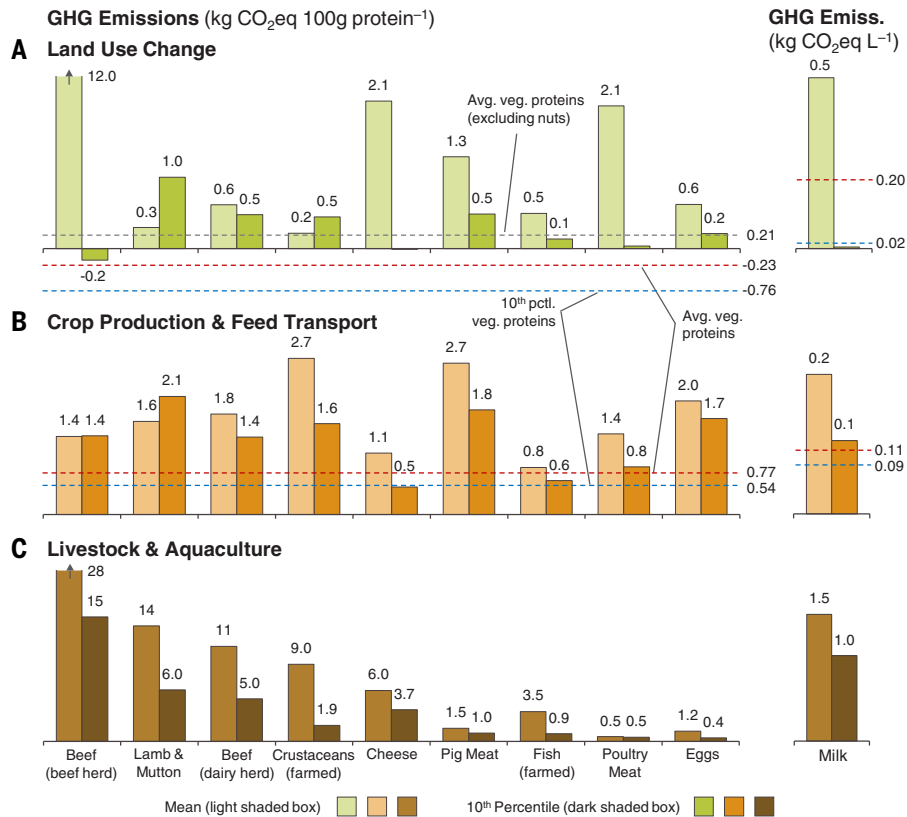 GHG Emissions (kg CO₂eq 100g protein⁻¹)
GHG Emiss.
(kg CO₂eq L⁻¹)
A Land Use Change
12.0
-0.2
0.3
1.0
0.6
0.5
0.2
0.5
2.1
1.3
0.5
0.5
0.1
2.1
0.6
0.2
0.5
Avg. veg. proteins
(excluding nuts)
0.21
-0.23
-0.76
0.20
0.02
10th pctl.
veg. proteins
Avg. veg.
proteins
B Crop Production & Feed Transport
1.4
1.4
1.6
2.1
1.8
1.4
2.7
1.6
1.1
0.5
2.7
1.8
0.8
0.6
1.4
0.8
2.0
1.7
0.2
0.1
0.77
0.54
0.11
0.09
C Livestock & Aquaculture
28
15
14
6.0
11
5.0
9.0
1.9
6.0
3.7
1.5
1.0
3.5
0.9
0.5
0.5
1.2
0.4
1.5
1.0
Beef
(beef herd)
Lamb &
Mutton
Beef
(dairy herd)
Crustaceans
(farmed)
Cheese
Pig Meat
Fish
(farmed)
Poultry
Meat
Eggs
Milk
Mean (light shaded box)
10th Percentile (dark shaded box)